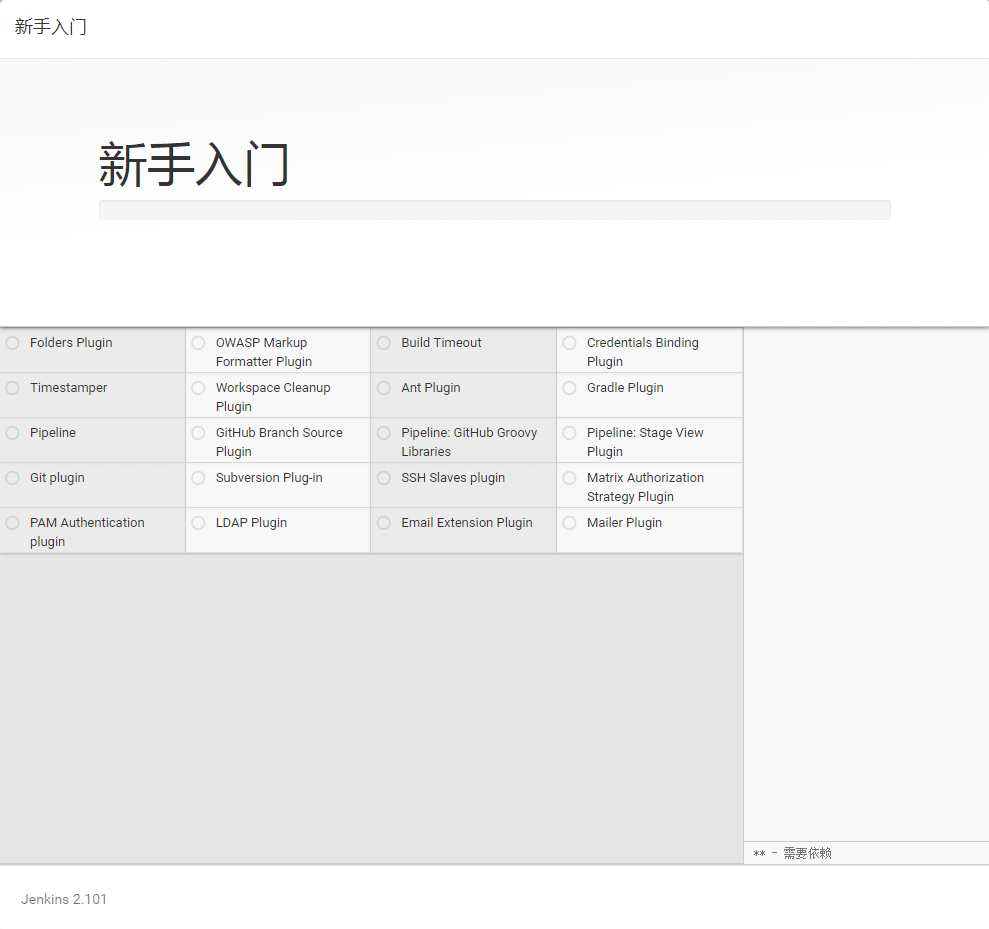 新手入门
新手入门
Folders Plugin
OWASP Markup
Formatter Plugin
Build Timeout
Credentials Binding
Plugin
Timestamper
Workspace Cleanup
Plugin
Ant Plugin
Gradle Plugin
Pipeline
GitHub Branch Source
Plugin
Pipeline: GitHub Groovy
Libraries
Pipeline: Stage View
Plugin
Git plugin
Subversion Plug-in
SSH Slaves plugin
Matrix Authorization
Strategy Plugin
PAM Authentication
plugin
LDAP Plugin
Email Extension Plugin
Mailer Plugin
** - 需要依赖
Jenkins 2.101